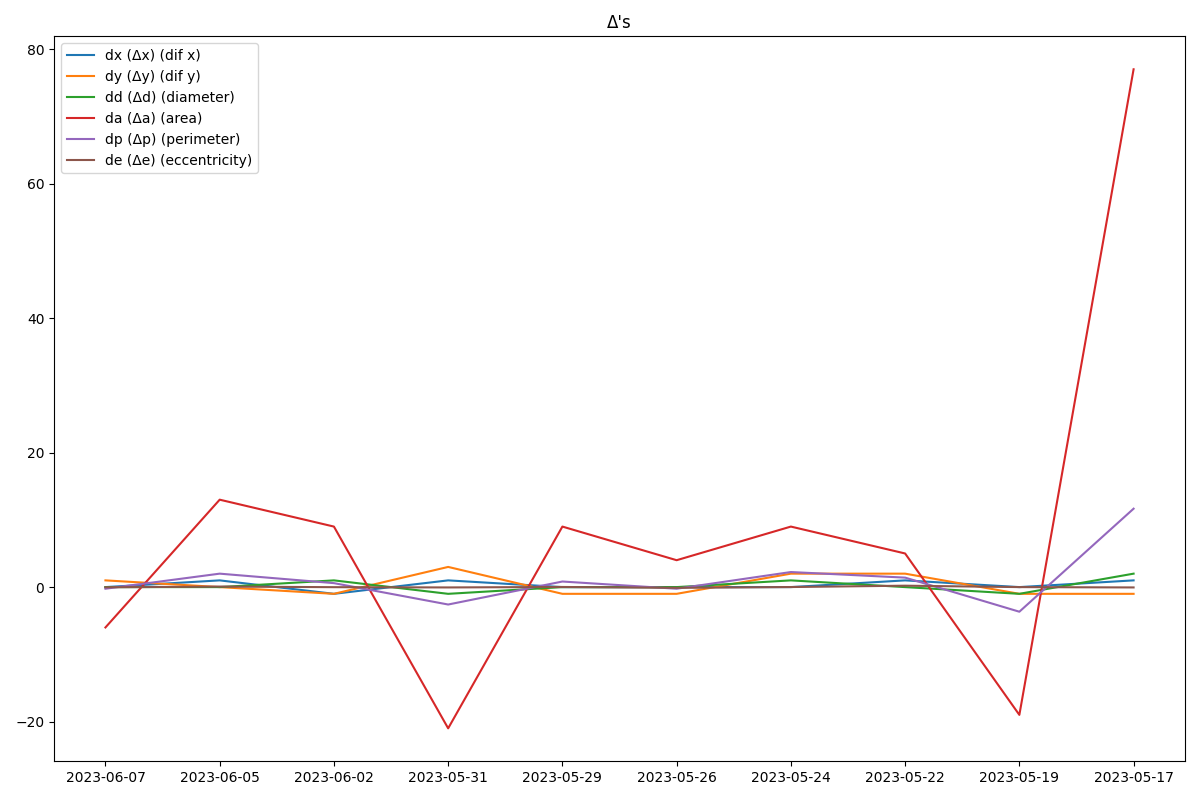 Δ's
dx (Δx) (dif x)
dy (Δy) (dif y)
dd (Δd) (diameter)
da (Δa) (area)
dp (Δp) (perimeter)
de (Δe) (eccentricity)
80
60
40
20
0
−20
2023-06-07 2023-06-05 2023-06-02 2023-05-31 2023-05-29 2023-05-26 2023-05-24 2023-05-22 2023-05-19 2023-05-17